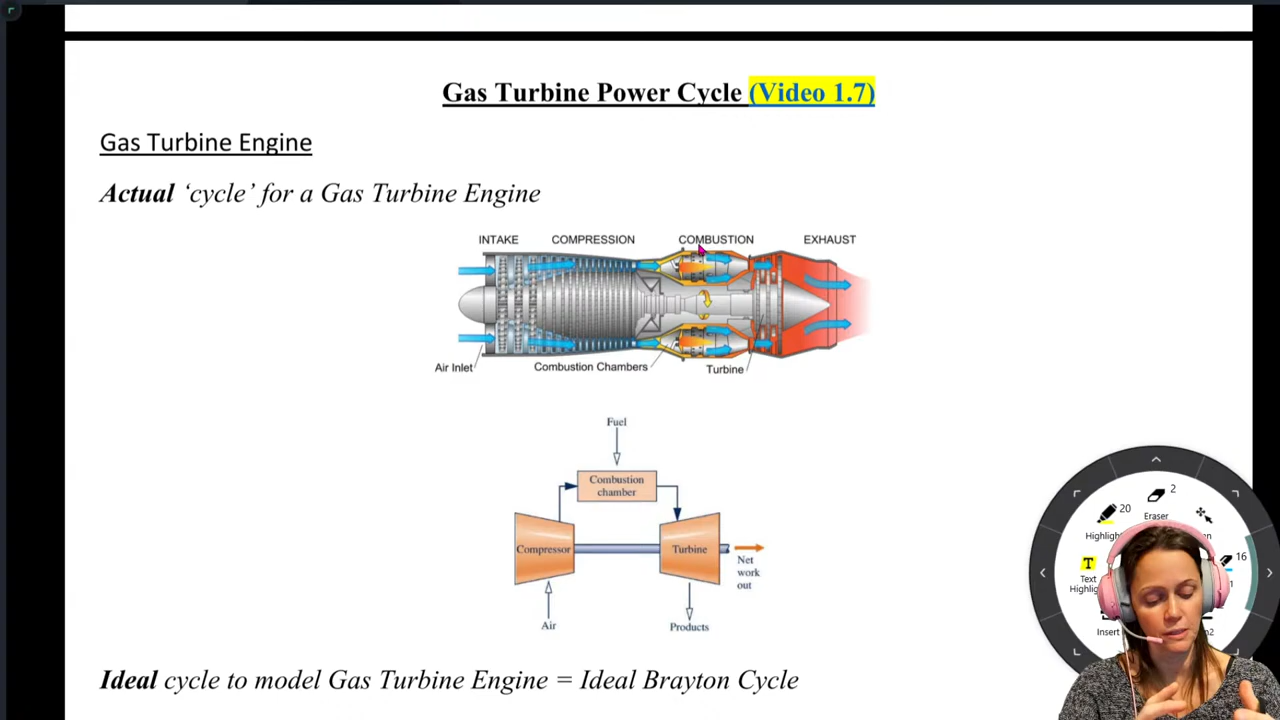 Gas Turbine Power Cycle (Video 1.7)
Gas Turbine Engine
Actual ‘cycle’ for a Gas Turbine Engine
INTAKE COMPRESSION COMBUSTION EXHAUST
Air Inlet Combustion Chambers Turbine
Fuel
Combustion
chamber
Compressor Turbine
Net
work
out
Air Products
Ideal cycle to model Gas Turbine Engine = Ideal Brayton Cycle
2
Eraser
20
16
T
Text
Insert